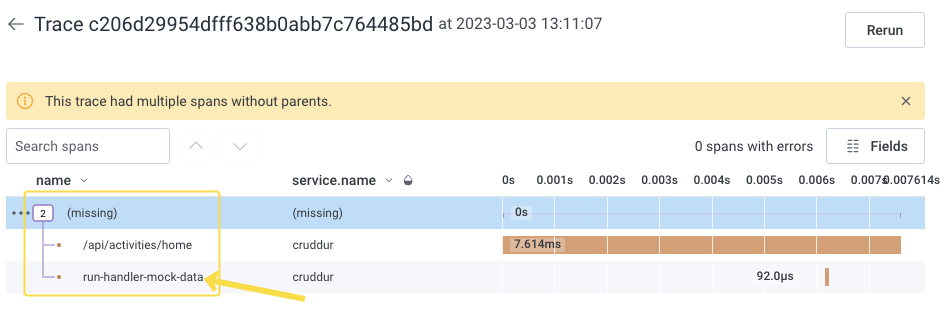 Trace c206d29954dfff638b0abb7c764485bd at 2023-03-03 13:11:07
Rerun
This trace had multiple spans without parents.
Search spans
0 spans with errors
Fields
name service.name 0s 0.001s 0.002s 0.003s 0.004s 0.005s 0.006s 0.007s 0.007614s
2 (missing) (missing) 0s
/api/activities/home cruddur 7.614ms
run-handler-mock-data cruddur 92.0μs